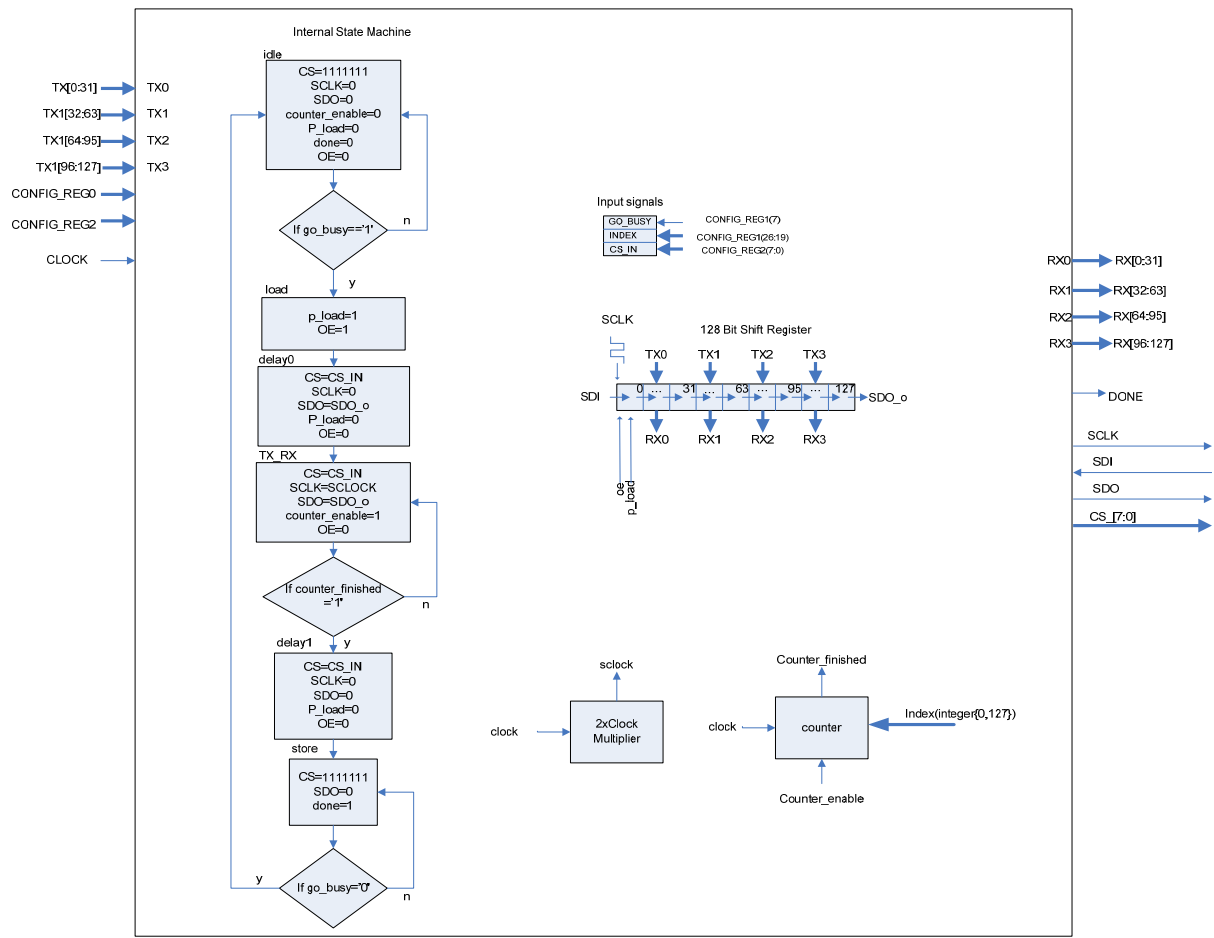 Internal State Machine
idle
CS=1111111
SCLK=0
SDO=0
counter_enable=0
P_load=0
done=0
OE=0
If go_busy=='1'
n
y
load
p_load=1
OE=1
delay0
CS=CS_IN
SCLK=0
SDO=SDO_o
P_load=0
OE=0
TX_RX
CS=CS_IN
SCLK=SCLOCK
SDO=SDO_o
counter_enable=1
OE=0
If counter_finished
='1'
n
y
delay1
CS=CS_IN
SCLK=0
SDO=0
P_load=0
OE=0
store
CS=1111111
SDO=0
done=1
If go_busy='0'
y
n
TX[0:31]
TX0
TX1[32:63]
TX1
TX1[64:95]
TX2
TX1[96:127]
TX3
CONFIG_REG0
CONFIG_REG2
CLOCK
Input signals
GO_BUSY
CONFIG_REG1(7)
INDEX
CONFIG_REG1(26:19)
CS_IN
CONFIG_REG2(7:0)
SCLK
128 Bit Shift Register
TX0
TX1
TX2
TX3
SDI
0
...
31
...
63
...
95
...
127
SDO_o
RX0
RX1
RX2
RX3
oe
p_load
sclock
clock
2xClock
Multiplier
Counter_finished
clock
counter
Index(integer{0,127})
Counter_enable
RX0
RX[0:31]
RX1
RX[32:63]
RX2
RX[64:95]
RX3
RX[96:127]
DONE
SCLK
SDI
SDO
CS_[7:0]